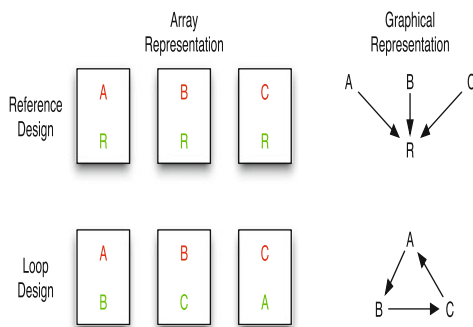 Array
Representation
Graphical
Representation
Reference
Design
A B C
R R R
A B C
R
Loop
Design
A B C
B C A
A
B C